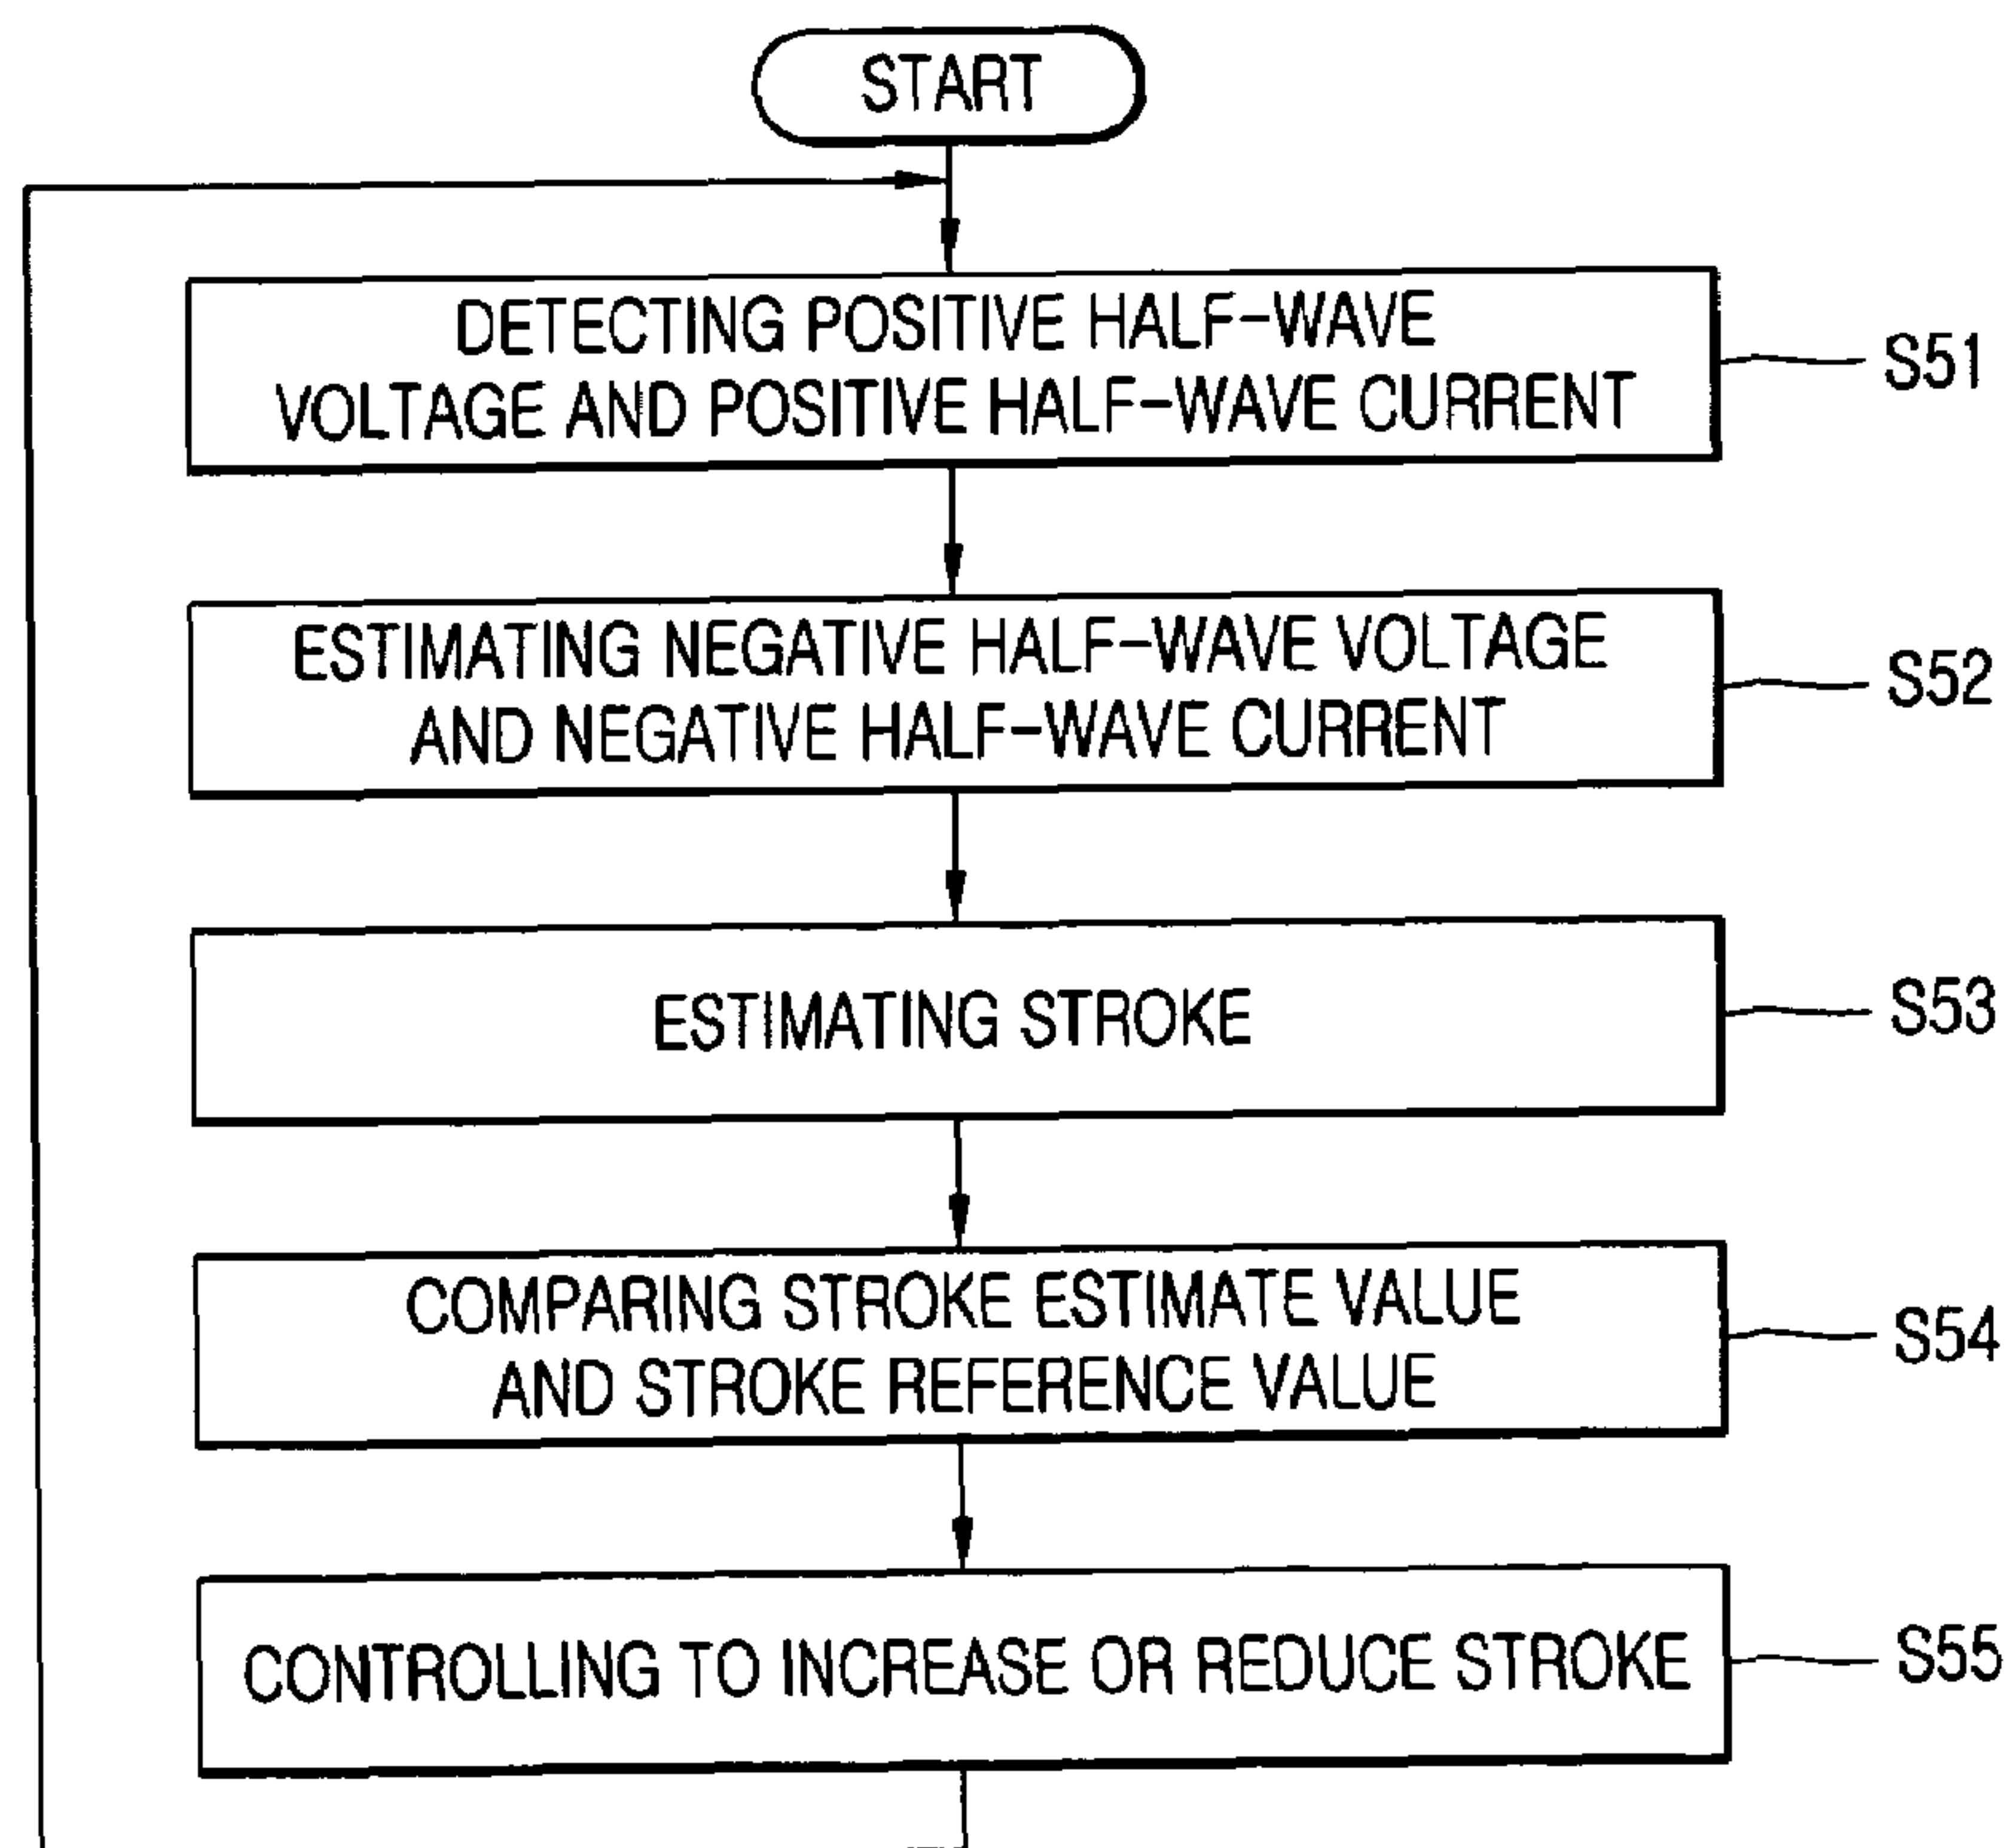 START
DETECTING POSITIVE HALF-WAVE
VOLTAGE AND POSITIVE HALF-WAVE CURRENT
S51
ESTIMATING NEGATIVE HALF-WAVE VOLTAGE
AND NEGATIVE HALF-WAVE CURRENT
S52
ESTIMATING STROKE
S53
COMPARING STROKE ESTIMATE VALUE
AND STROKE REFERENCE VALUE
S54
CONTROLLING TO INCREASE OR REDUCE STROKE
S55